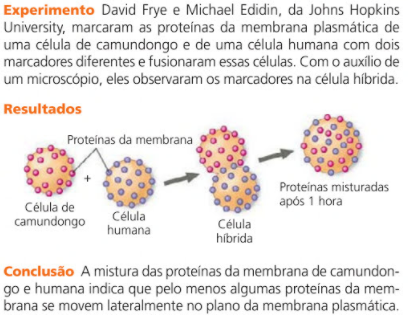 Experimento David Frye e Michael Edidin, da Johns Hopkins
University, marcaram as proteínas da membrana plasmática de
uma célula de camundongo e de uma célula humana com dois
marcadores diferentes e fusionaram essas células. Com o auxílio de
um microscópio, eles observaram os marcadores na célula híbrida.
Resultados
Proteínas da membrana
+
Célula de
camundongo
Célula
humana
Célula
híbrida
Proteínas misturadas
após 1 hora
Conclusão A mistura das proteínas da membrana de camundon-
go e humana indica que pelo menos algumas proteínas da mem-
brana se movem lateralmente no plano da membrana plasmática.